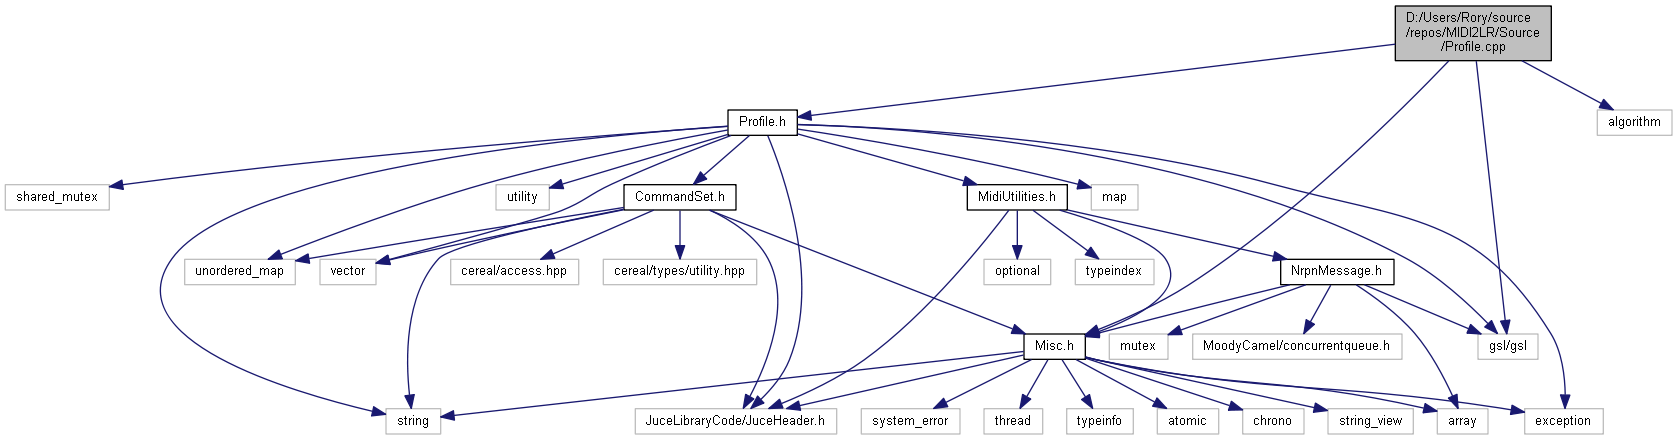 D:/Users/Rory/source
/repos/MIDI2LR/Source
/Profile.cpp
Profile.h
algorithm
shared_mutex
utility
CommandSet.h
MidiUtilities.h
map
unordered_map
vector
cereal/access.hpp
cereal/types/utility.hpp
optional
typeindex
NrpnMessage.h
Misc.h
mutex
MoodyCamel/concurrentqueue.h
gsl/gsl
string
JuceLibraryCode/JuceHeader.h
system_error
thread
typeinfo
atomic
chrono
string_view
array
exception